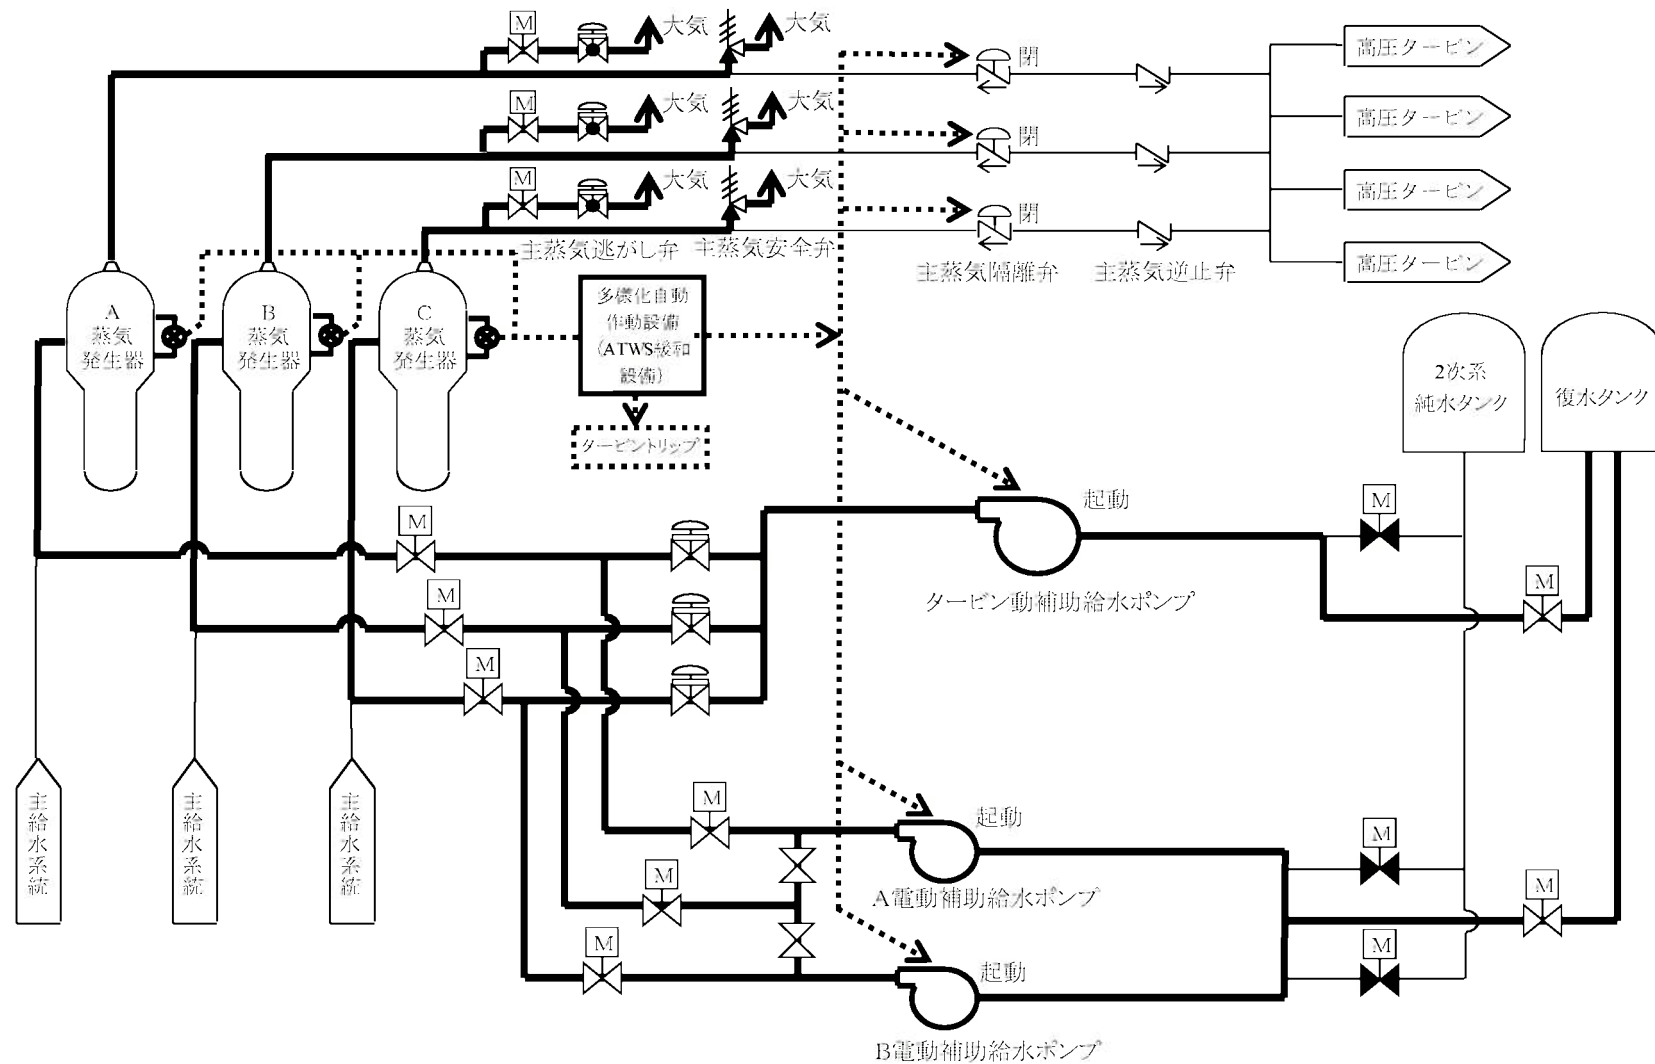 M
大気
大気
閉
高圧タービン
M
大気
大気
閉
高圧タービン
M
大気
大気
閉
高圧タービン
主蒸気逃がし弁
主蒸気安全弁
主蒸気隔離弁
主蒸気逆止弁
高圧タービン
A
蒸気
発生器
B
蒸気
発生器
C
蒸気
発生器
多様化自動
作動設備
(ATWS緩和
設備)
タービントリップ
2次系
純水タンク
復水タンク
M
起動
M
タービン動補助給水ポンプ
M
M
M
主給水系統
主給水系統
主給水系統
M
起動
M
A電動補助給水ポンプ
M
M
M
起動
M
B電動補助給水ポンプ